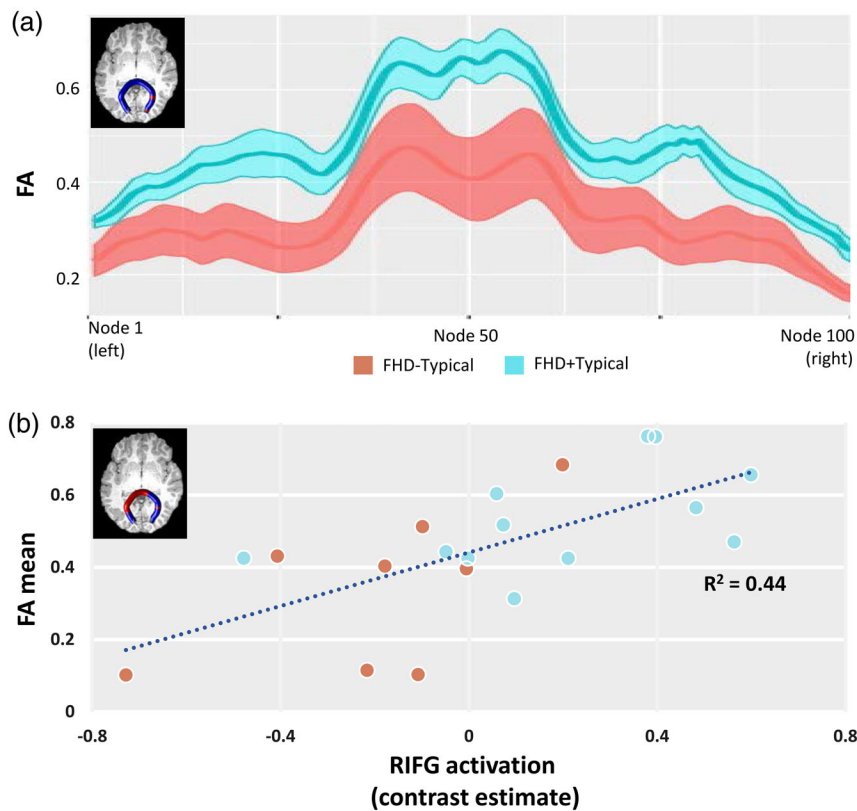 (a)
0.6
0.4
0.2
FA
Node 1
(left)
Node 50
Node 100
(right)
FHD-Typical
FHD+Typical
(b)
0.8
0.6
0.4
0.2
0
FA mean
R² = 0.44
-0.8
-0.4
0
0.4
0.8
RIFG activation
(contrast estimate)